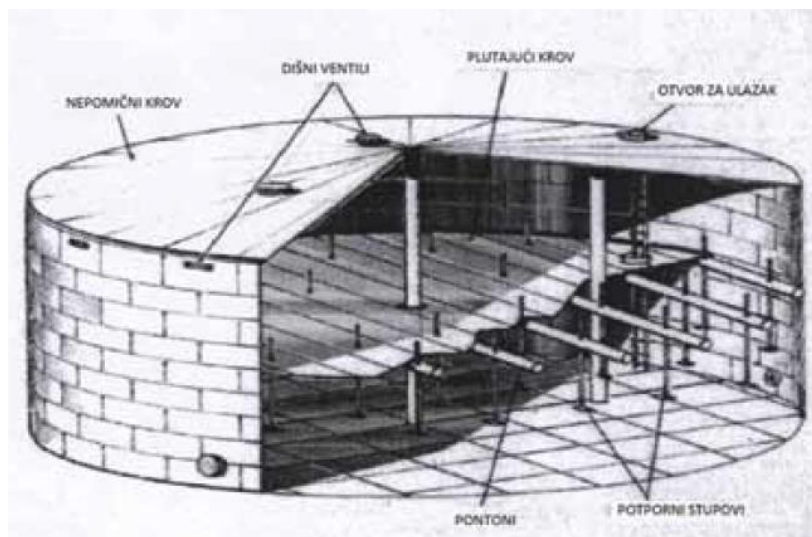 PLUTAJUĆI KROV
DIŠNI VENTILI
OTVOR ZA ULAZAK
NEPOMIČNI KROV
POTPORNI STUPOVI
PONTONI